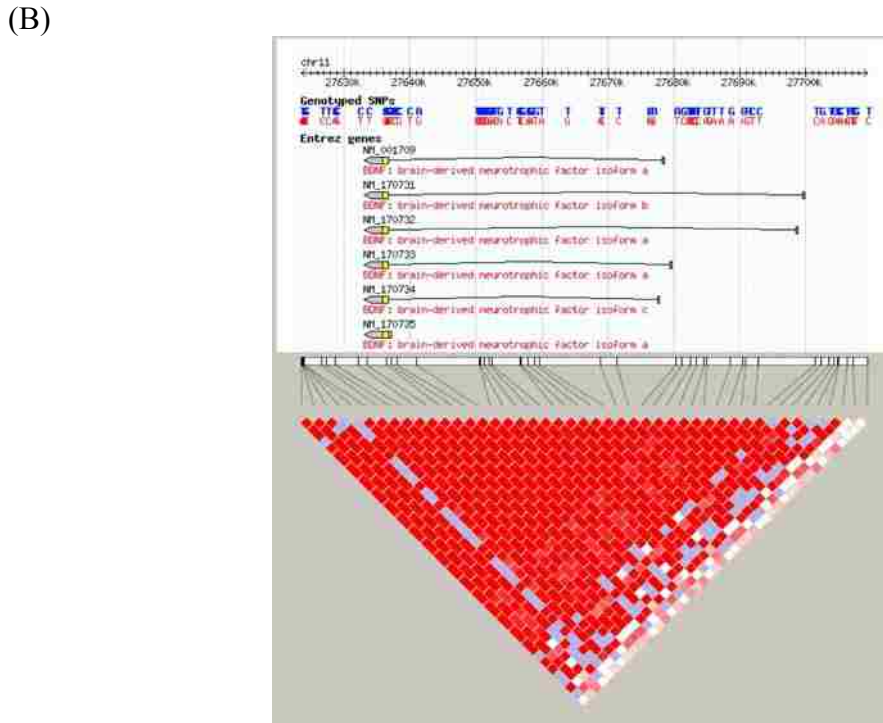 (B)
chr11
27630k 27640k 27650k 27660k 27670k 27680k 27690k 27700k
Genotyped SNPs
Entrez genes
NM_001709
BDNF: brain-derived neurotrophic factor isoform a
NM_170731
BDNF: brain-derived neurotrophic factor isoform b
NM_170732
BDNF: brain-derived neurotrophic factor isoform a
NM_170733
BDNF: brain-derived neurotrophic factor isoform a
NM_170734
BDNF: brain-derived neurotrophic factor isoform c
NM_170735
BDNF: brain-derived neurotrophic factor isoform a